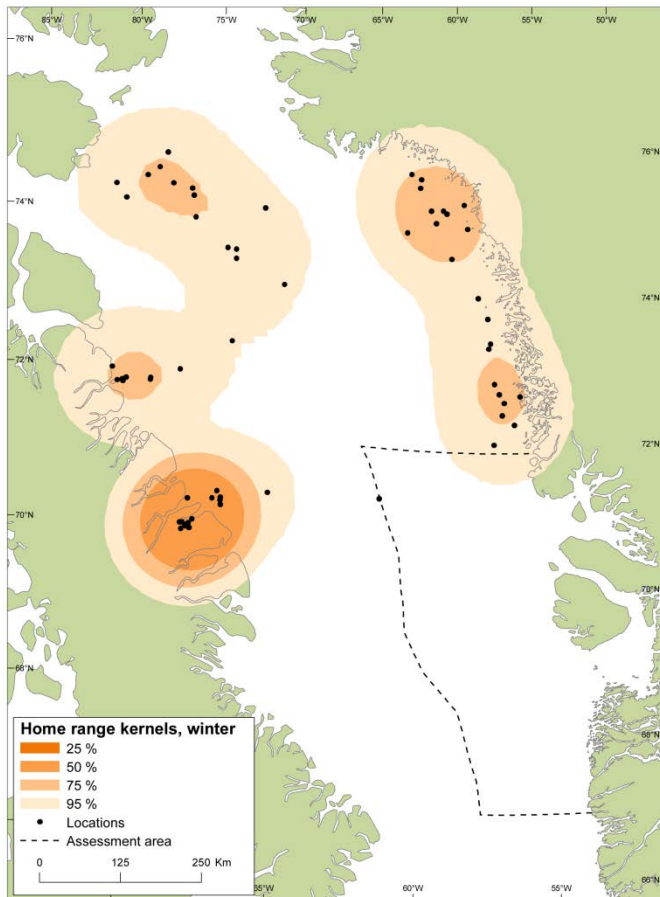 85°W 80°W 75°W 70°W 65°W 60°W 55°W 50°W
76°N
76°N
74°N
74°N
72°N
72°N
70°N
70°N
68°N
68°N
66°N
Home range kernels, winter
25 %
50 %
75 %
95 %
Locations
Assessment area
0 125 250 Km
60°W 55°W